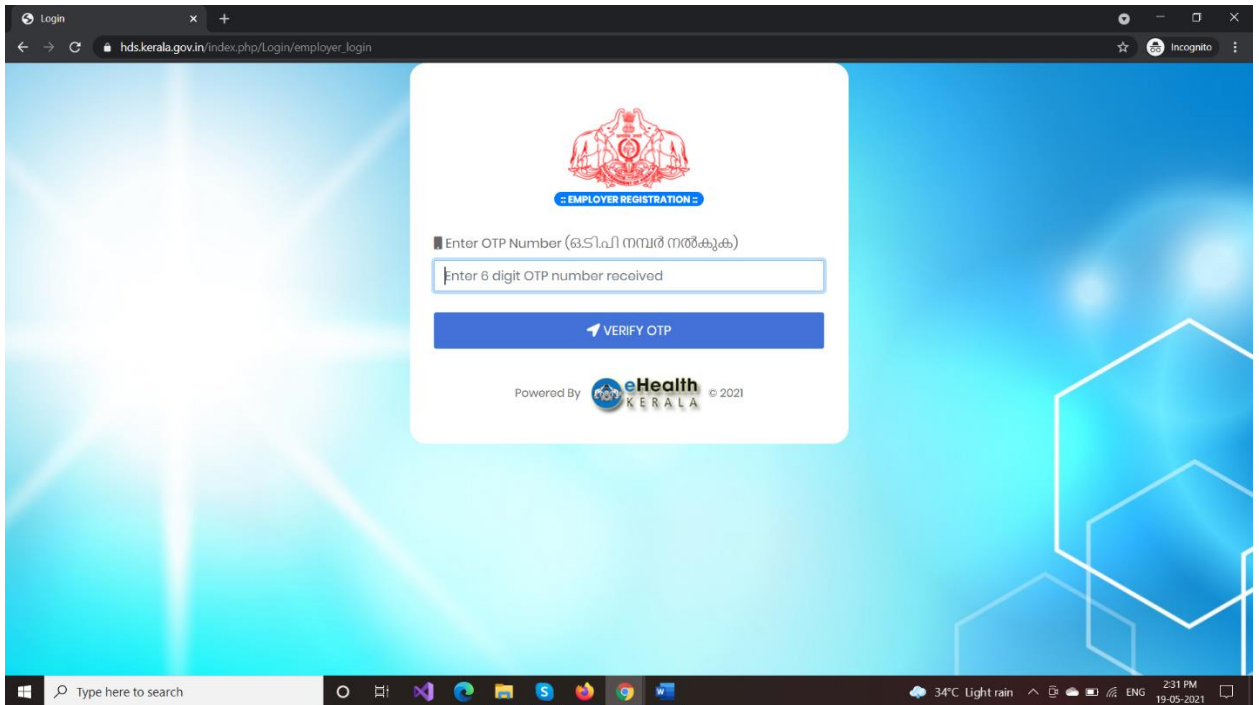 Login
hds.kerala.gov.in/index.php/Login/employer_login
Incognito
:: EMPLOYER REGISTRATION ::
Enter OTP Number (ഒ.ടി.പി നമ്പർ നൽകുക)
Enter 6 digit OTP number received
VERIFY OTP
Powered By eHealth KERALA © 2021
Type here to search
34°C Light rain
ENG
2:31 PM
19-05-2021